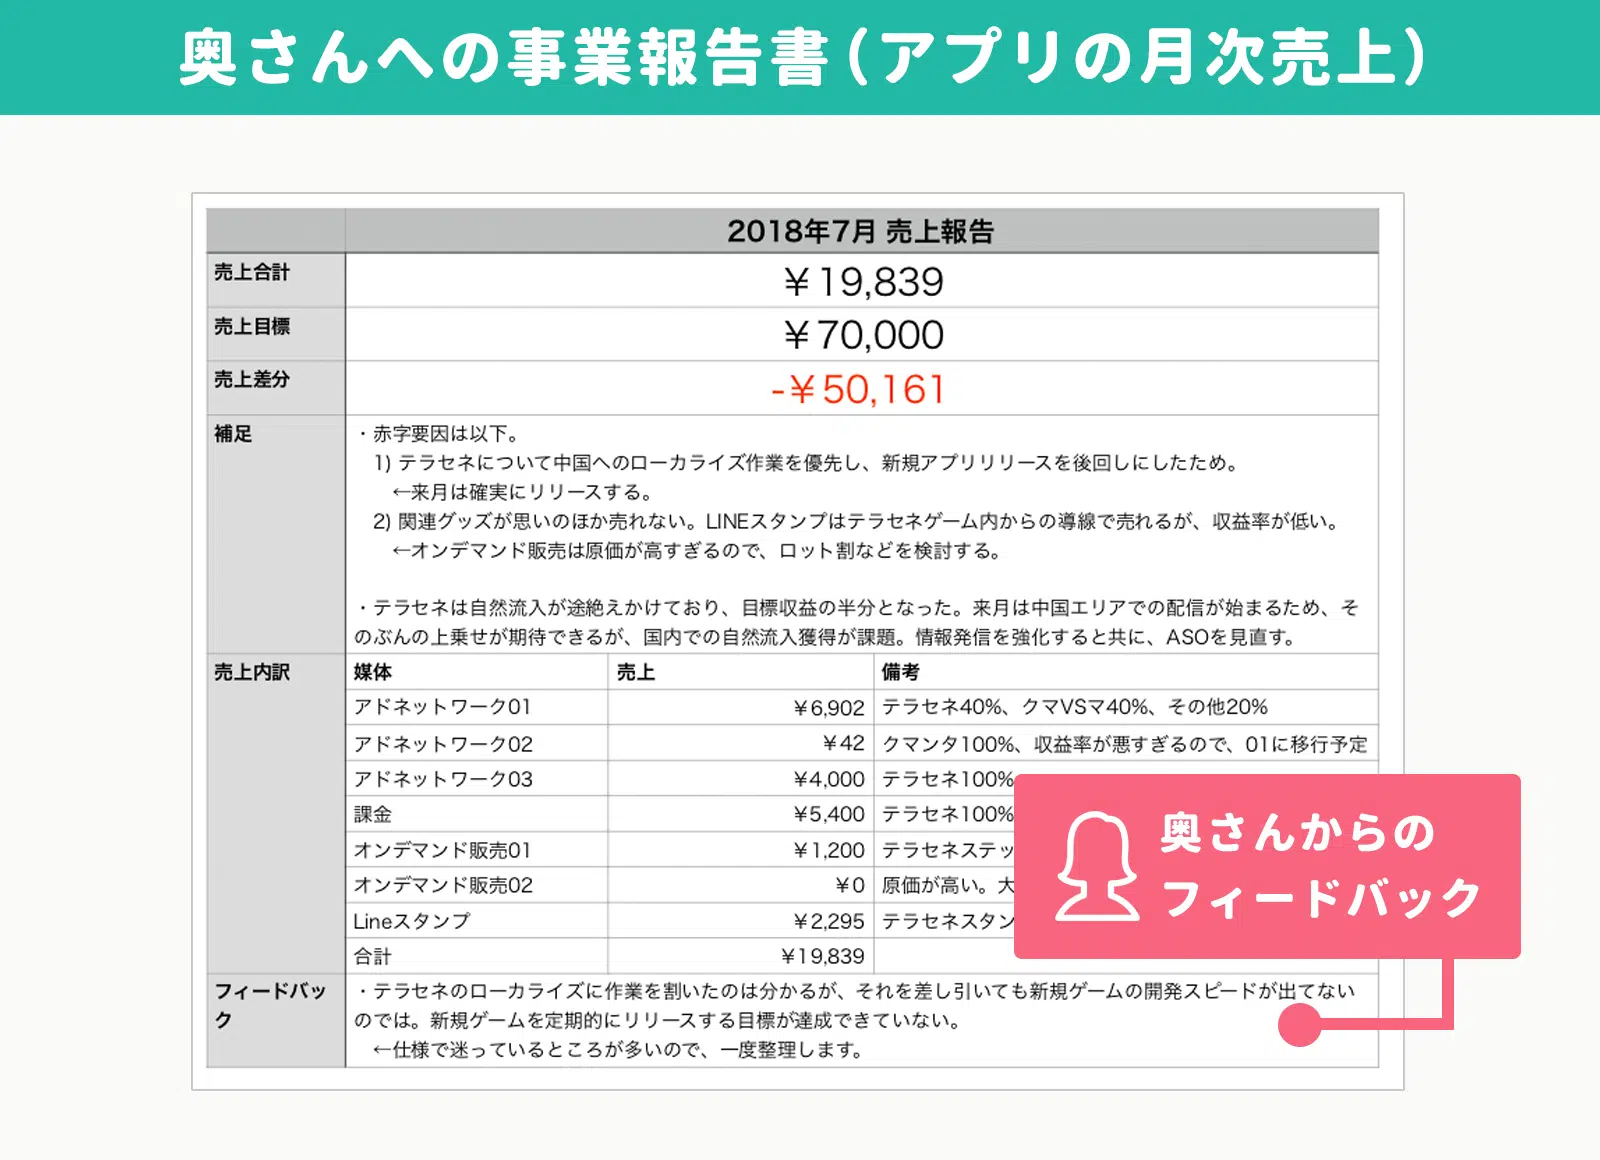 奥さんへの事業報告書(アプリの月次売上)
2018年7月 売上報告
売上合計
¥19,839
売上目標
¥70,000
売上差分
-¥50,161
補足
・赤字要因は以下。
1) テラセネについて中国へのローカライズ作業を優先し、新規アプリリリースを後回しにしたため。
←来月は確実にリリースする。
2) 関連グッズが思いのほか売れない。LINEスタンプはテラセネゲーム内からの導線で売れるが、収益率が低い。
←オンデマンド販売は原価が高すぎるので、ロット割などを検討する。
・テラセネは自然流入が途絶えかけており、目標収益の半分となった。来月は中国エリアでの配信が始まるため、そ
のぶんの上乗せが期待できるが、国内での自然流入獲得が課題。情報発信を強化すると共に、ASOを見直す。
売上内訳
媒体 売上 備考
アドネットワーク01 ¥6,902 テラセネ40%、クマVSマ40%、その他20%
アドネットワーク02 ¥42 クマンタ100%、収益率が悪すぎるので、01に移行予定
アドネットワーク03 ¥4,000 テラセネ100%
課金 ¥5,400 テラセネ100%
オンデマンド販売01 ¥1,200 テラセネステッ
オンデマンド販売02 ¥0 原価が高い。大
Lineスタンプ ¥2,295 テラセネスタン
合計 ¥19,839
奥さんからの
フィードバック
フィードバッ
ク
・テラセネのローカライズに作業を割いたのは分かるが、それを差し引いても新規ゲームの開発スピードが出てない
のでは。新規ゲームを定期的にリリースする目標が達成できていない。
←仕様で迷っているところが多いので、一度整理します。